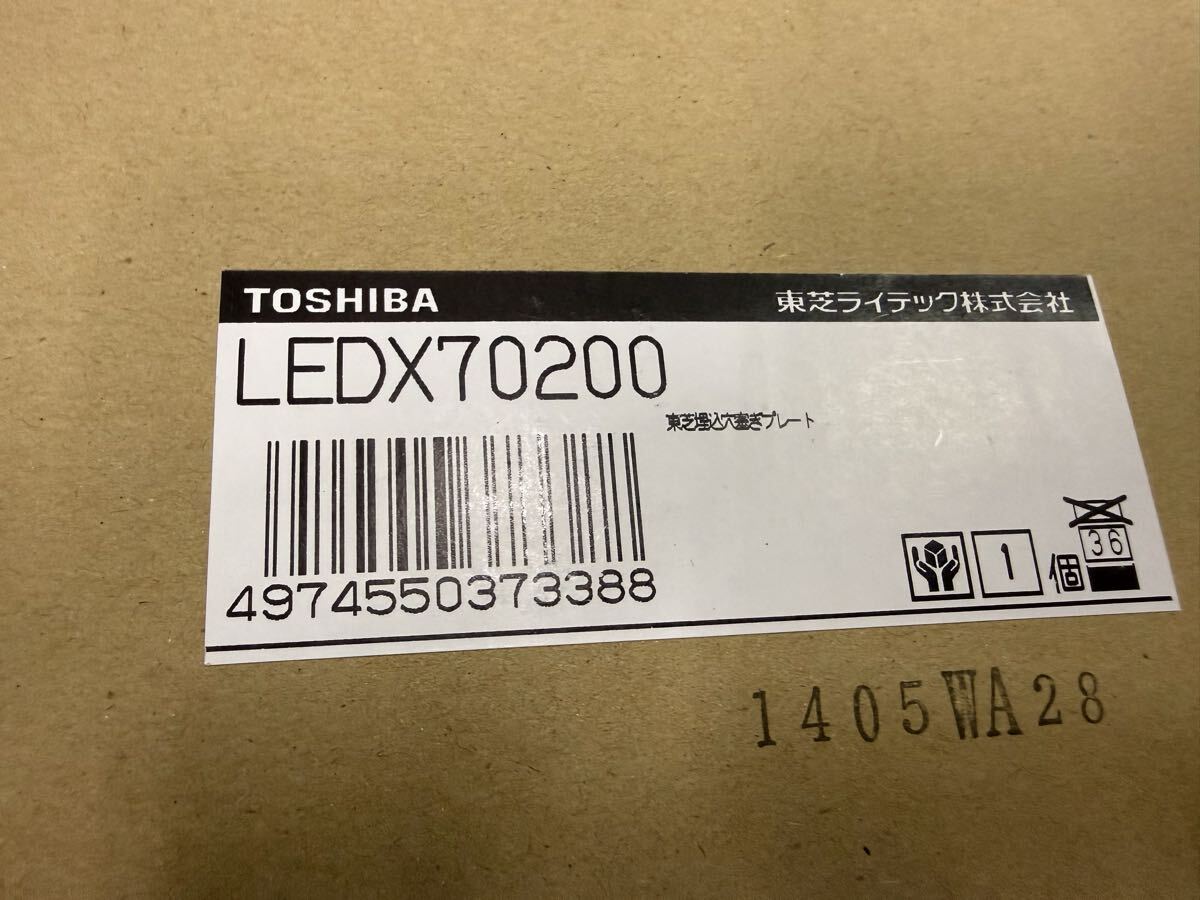 TOSHIBA 東芝ライテック株式会社
LEDX70200
東芝埋込穴塞ぎプレート
4974550373388
1個
36
1405WA28